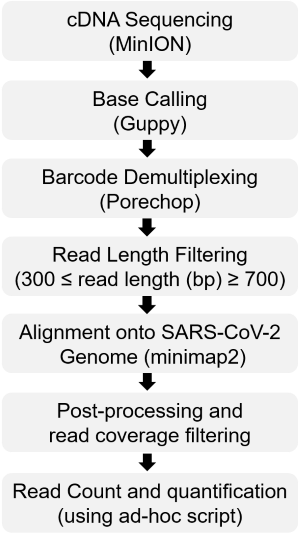 cDNA Sequencing
(MinION)
Base Calling
(Guppy)
Barcode Demultiplexing
(Porechop)
Read Length Filtering
(300 ≤ read length (bp) ≥ 700)
Alignment onto SARS-CoV-2
Genome (minimap2)
Post-processing and
read coverage filtering
Read Count and quantification
(using ad-hoc script)